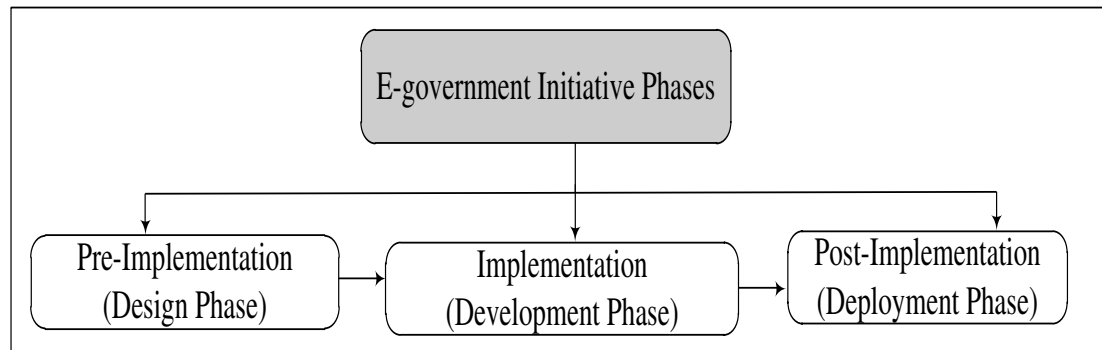 E-government Initiative Phases
Pre-Implementation
(Design Phase)
Implementation
(Development Phase)
Post-Implementation
(Deployment Phase)